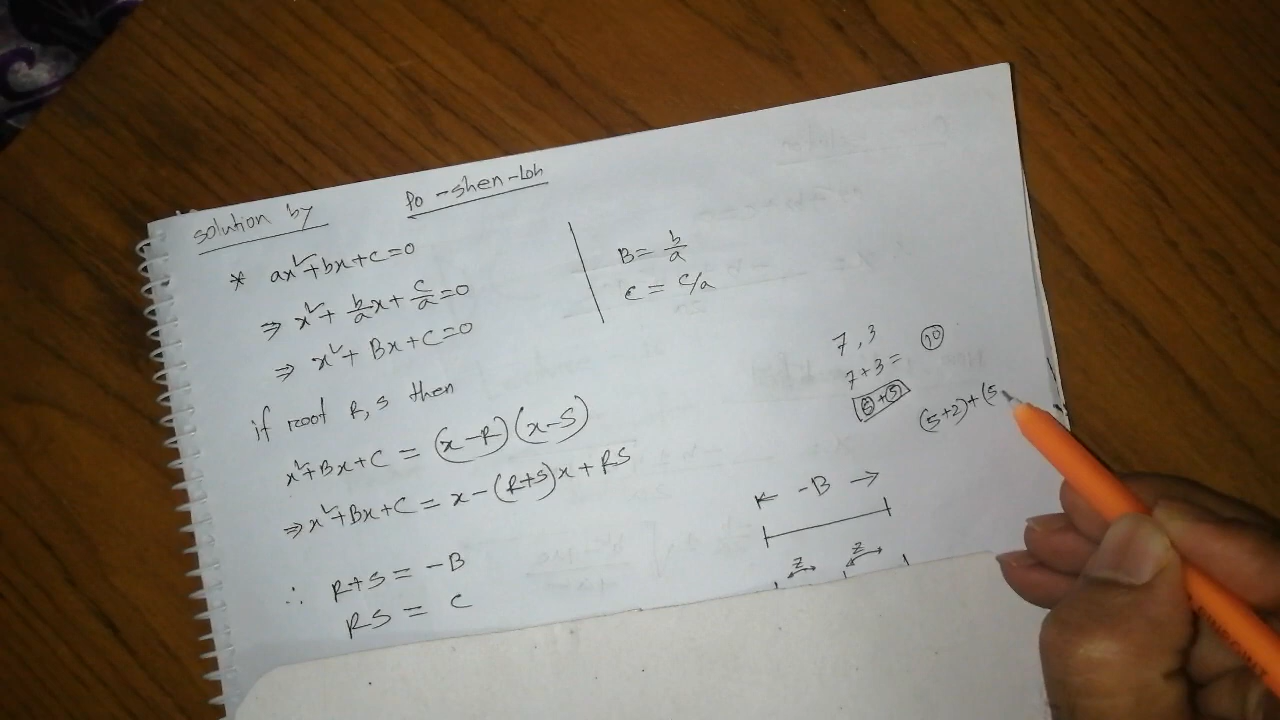 solution by Po-shen-Loh
* ax²+bx+c=0
⇒ x²+ b/a x+ c/a=0
⇒ x²+ Bx+C=0
B= b/a
C = c/a
if root R, S then
x²+Bx+C = (x-R)(x-S)
⇒x²+Bx+C = x-(R+S)x+RS
∴ R+S = -B
RS = C
7,3
7+3= 10
5+5
(5+2)+(5
-B
z z